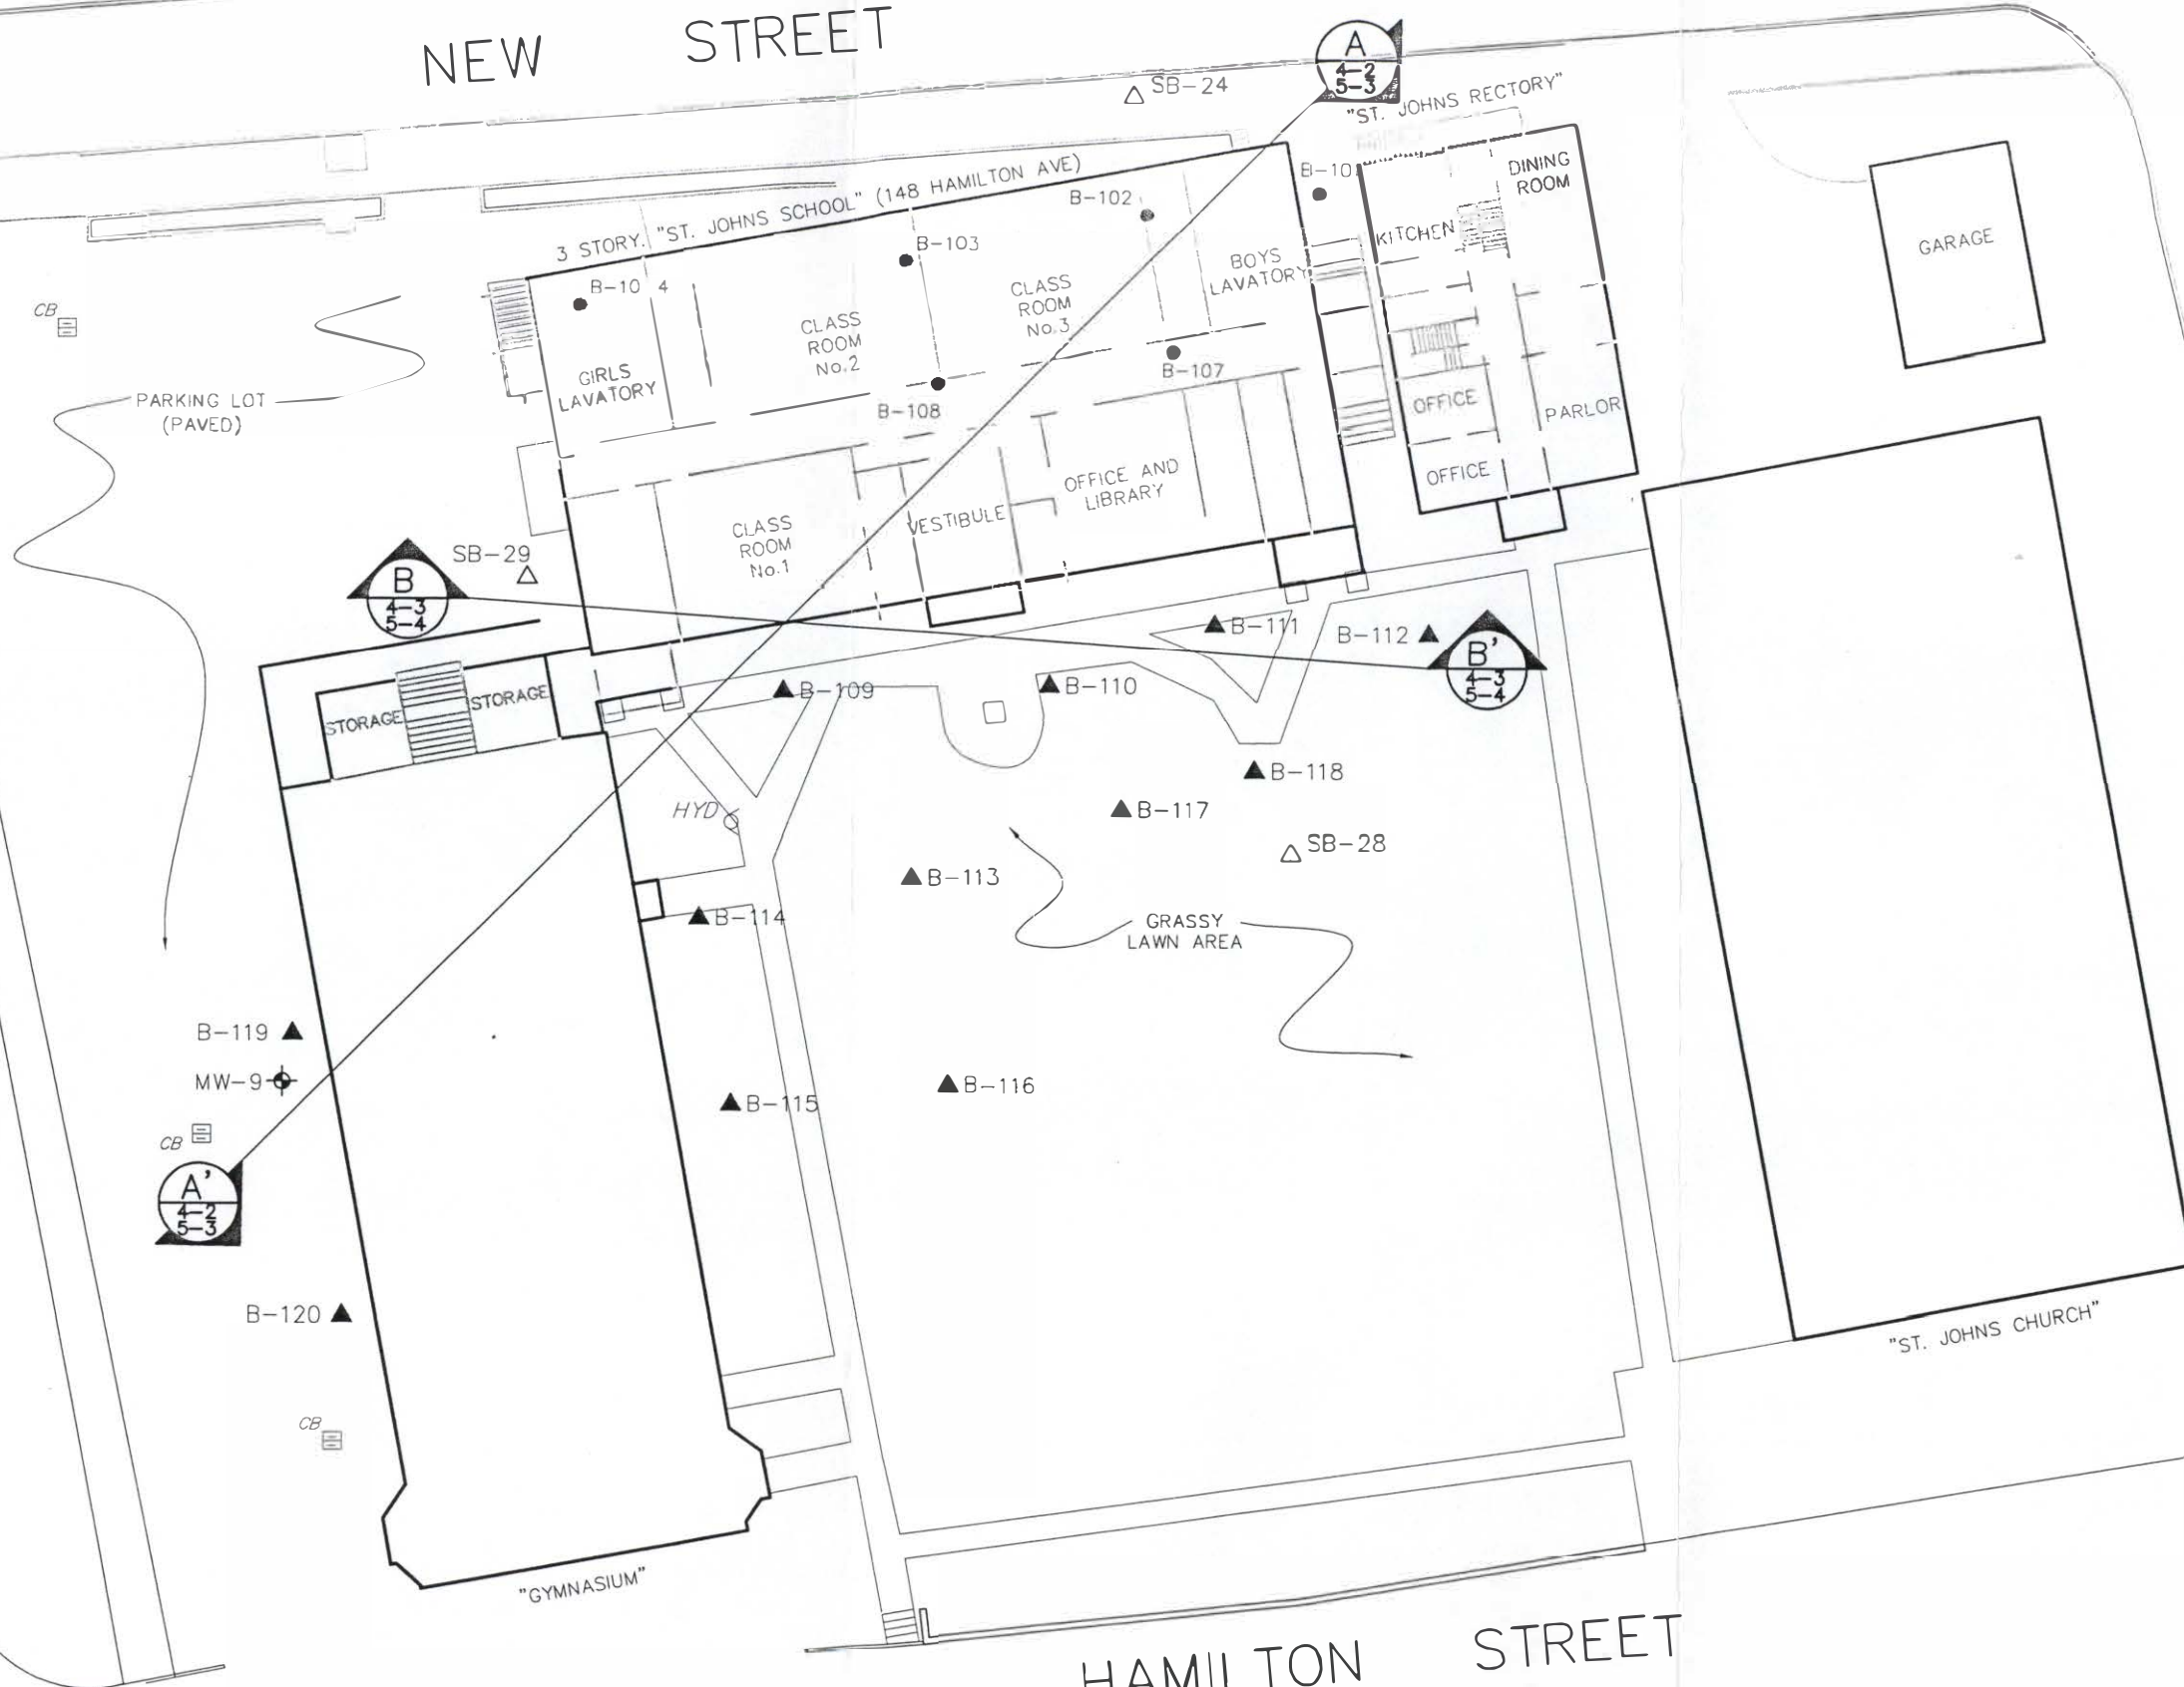 NEW STREET
A
4-2
5-3
SB-24
"ST. JOHNS RECTORY"
3 STORY. "ST. JOHNS SCHOOL" (148 HAMILTON AVE)
B-102
B-10
DINING
ROOM
KITCHEN
GARAGE
B-103
B-10 4
BOYS
LAVATORY
CLASS
ROOM
No.3
CLASS
ROOM
No.2
CB
GIRLS
LAVATORY
B-107
B-108
PARKING LOT
(PAVED)
OFFICE
PARLOR
OFFICE
OFFICE AND
LIBRARY
VESTIBULE
CLASS
ROOM
No.1
SB-29
B
4-3
5-4
B-111
B-112
B'
4-3
5-4
STORAGE
STORAGE
B-109
B-110
B-118
B-117
HYD
SB-28
B-113
B-114
GRASSY
LAWN AREA
B-119
MW-9
B-116
B-115
CB
A'
4-2
5-3
B-120
"ST. JOHNS CHURCH"
CB
"GYMNASIUM"
HAMILTON STREET